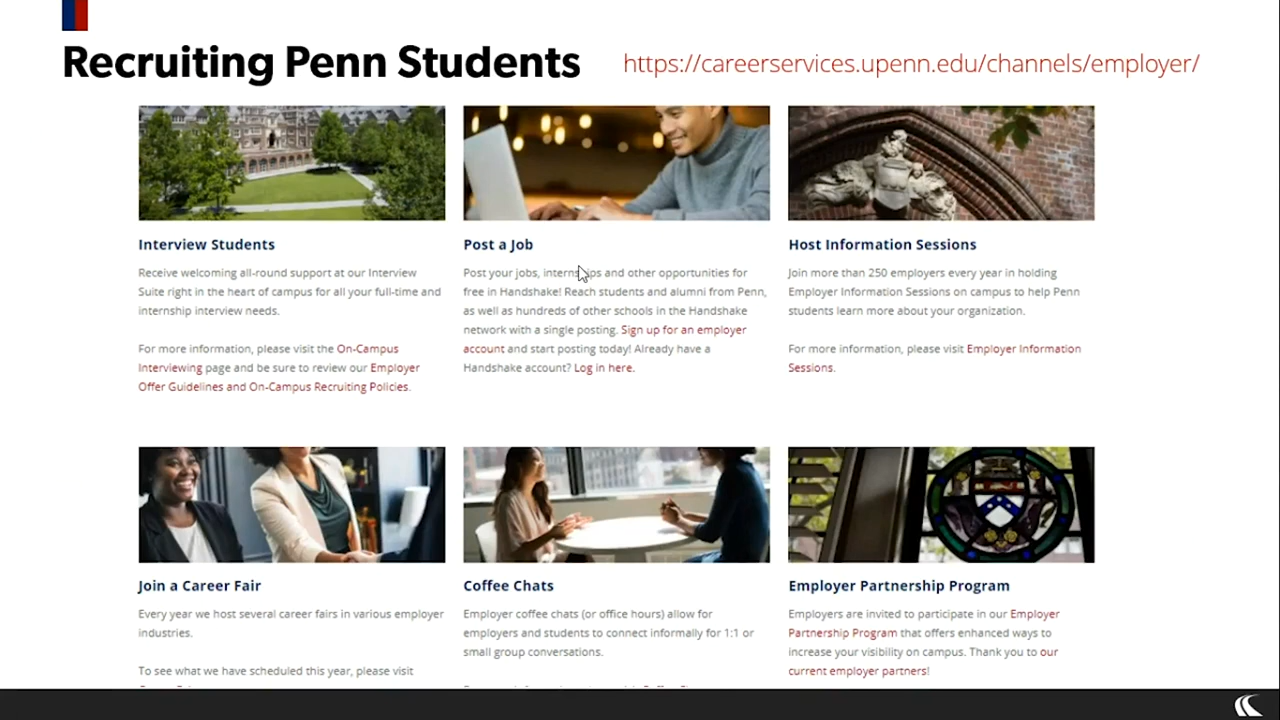 Recruiting Penn Students
https://careerservices.upenn.edu/channels/employer/
Interview Students
Receive welcoming all-round support at our Interview
Suite right in the heart of campus for all your full-time and
internship interview needs.
For more information, please visit the On-Campus
Interviewing page and be sure to review our Employer
Offer Guidelines and On-Campus Recruiting Policies.
Post a Job
Post your jobs, internships and other opportunities for
free in Handshake! Reach students and alumni from Penn,
as well as hundreds of other schools in the Handshake
network with a single posting. Sign up for an employer
account and start posting today! Already have a
Handshake account? Log in here.
Host Information Sessions
Join more than 250 employers every year in holding
Employer Information Sessions on campus to help Penn
students learn more about your organization.
For more information, please visit Employer Information
Sessions.
Join a Career Fair
Every year we host several career fairs in various employer
industries.
To see what we have scheduled this year, please visit
Coffee Chats
Employer coffee chats (or office hours) allow for
employers and students to connect informally for 1:1 or
small group conversations.
Employer Partnership Program
Employers are invited to participate in our Employer
Partnership Program that offers enhanced ways to
increase your visibility on campus. Thank you to our
current employer partners!